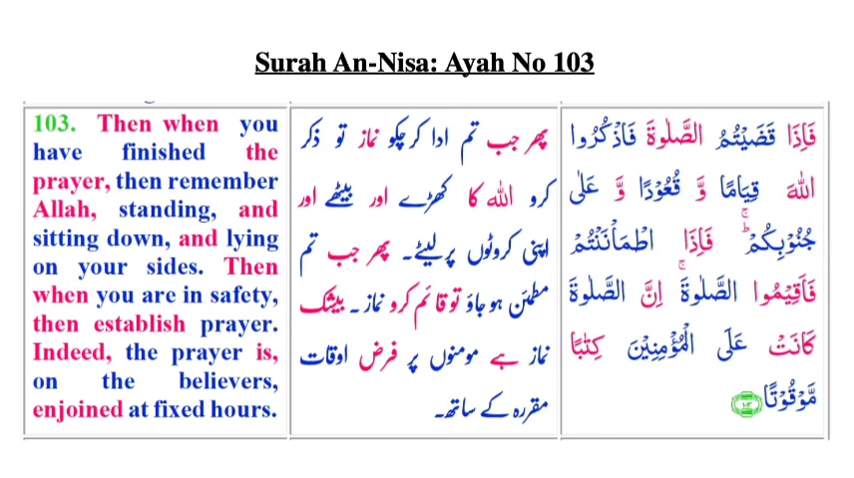 Surah An-Nisa: Ayah No 103
103. Then when you
have finished the
prayer, then remember
Allah, standing, and
sitting down, and lying
on your sides. Then
when you are in safety,
then establish prayer.
Indeed, the prayer is,
on the believers,
enjoined at fixed hours.
پھر جب تم ادا کرچکو نماز تو ذکر
کرو اللہ کا کھڑے اور بیٹھے اور
اپنی کروٹوں پر لیٹے۔ پھر جب تم
مطمئن ہوجاؤ تو قائم کرو نماز۔ بیشک
نماز ہے مومنوں پر فرض اوقات
مقررہ کے ساتھ۔
فَاِذَا قَضَيْتُمُ الصَّلٰوةَ فَاذْكُرُوا
اللّٰهَ قِيَامًا وَّ قُعُوْدًا وَّ عَلٰى
جُنُوْبِكُمْ ۚ فَاِذَا اطْمَاْنَنْتُمْ
فَاَقِيْمُوا الصَّلٰوةَ ۚ اِنَّ الصَّلٰوةَ
كَانَتْ عَلَى الْمُؤْمِنِيْنَ كِتٰبًا
مَّوْقُوْتًا ۱۰۳